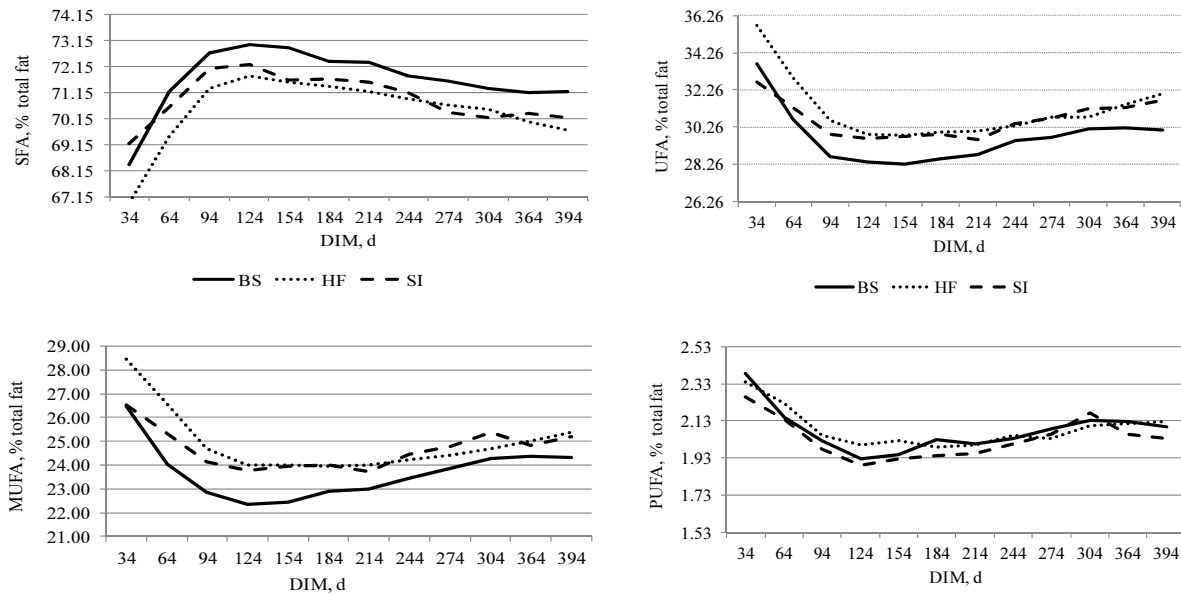 SFA, % total fat
74.15
73.15
72.15
71.15
70.15
69.15
68.15
67.15
34 64 94 124 154 184 214 244 274 304 364 394
DIM, d
BS HF SI
UFA, % total fat
36.26
34.26
32.26
30.26
28.26
26.26
34 64 94 124 154 184 214 244 274 304 364 394
DIM, d
BS HF SI
MUFA, % total fat
29.00
28.00
27.00
26.00
25.00
24.00
23.00
22.00
21.00
34 64 94 124 154 184 214 244 274 304 364 394
DIM, d
PUFA, % total fat
2.53
2.33
2.13
1.93
1.73
1.53
34 64 94 124 154 184 214 244 274 304 364 394
DIM, d